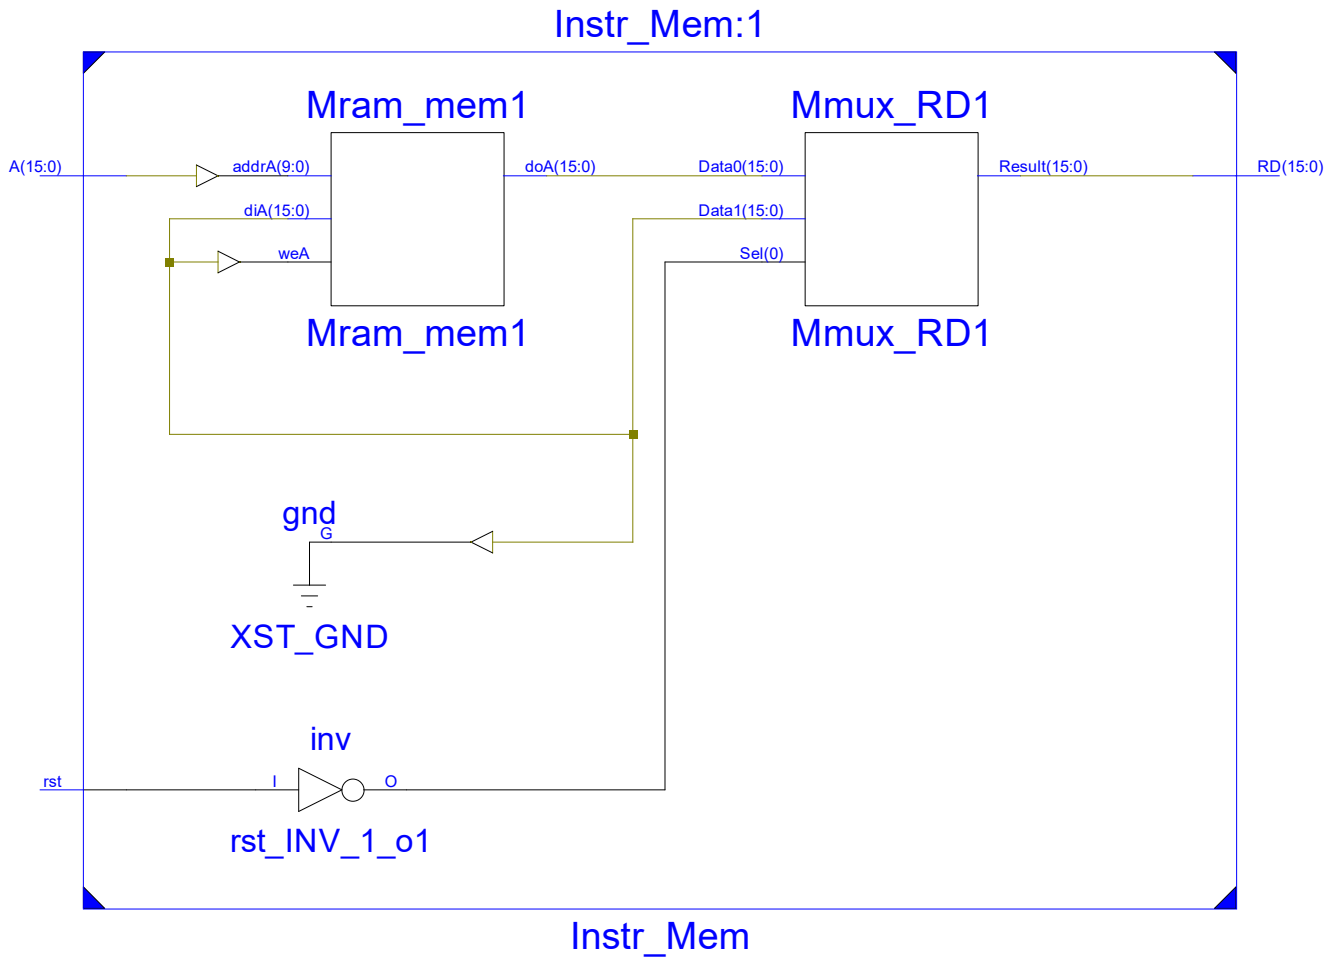 Instr_Mem:1
Mram_mem1
Mmux_RD1
A(15:0)
addrA(9:0)
doA(15:0)
Data0(15:0)
Result(15:0)
RD(15:0)
diA(15:0)
Data1(15:0)
weA
Sel(0)
Mram_mem1
Mmux_RD1
gnd
G
XST_GND
inv
rst
I
O
rst_INV_1_o1
Instr_Mem